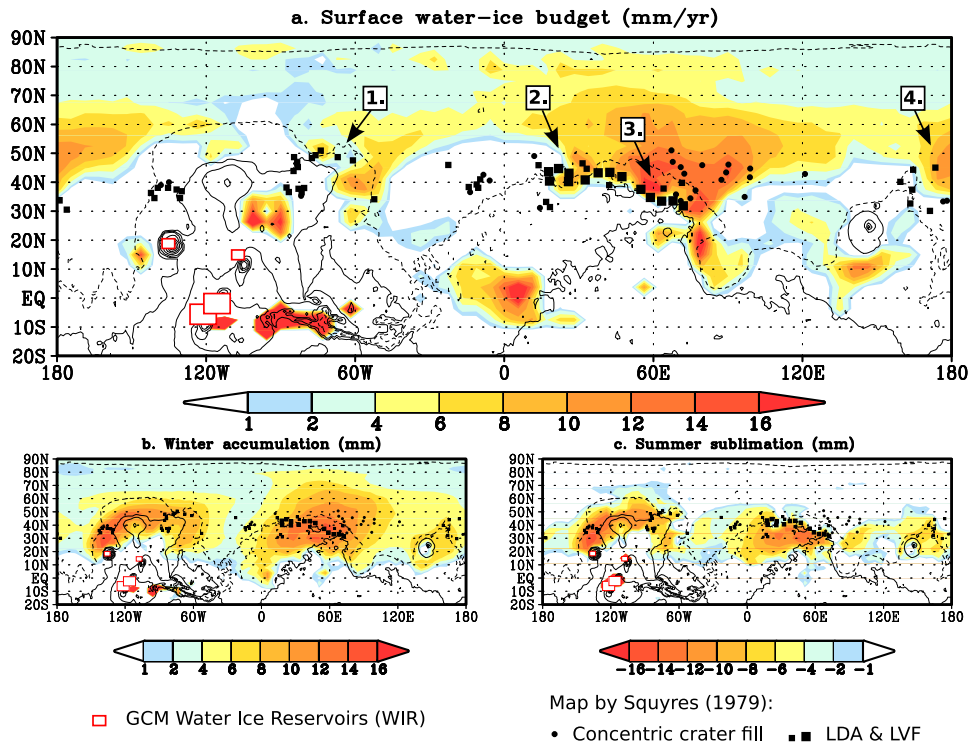 a. Surface water-ice budget (mm/yr)
90N
80N
70N
60N
50N
40N
30N
20N
10N
EQ
10S
20S
1.
2.
3.
4.
180 120W 60W 0 60E 120E 180
1 2 4 6 8 10 12 14 16
b. Winter accumulation (mm)
90N
80N
70N
60N
50N
40N
30N
20N
10N
EQ
10S
20S
180 120W 60W 0 60E 120E 180
1 2 4 6 8 10 12 14 16
c. Summer sublimation (mm)
90N
80N
70N
60N
50N
40N
30N
20N
10N
EQ
10S
20S
180 120W 60W 0 60E 120E 180
-16 -14 -12 -10 -8 -6 -4 -2 -1
GCM Water Ice Reservoirs (WIR)
Map by Squyres (1979):
Concentric crater fill
LDA & LVF